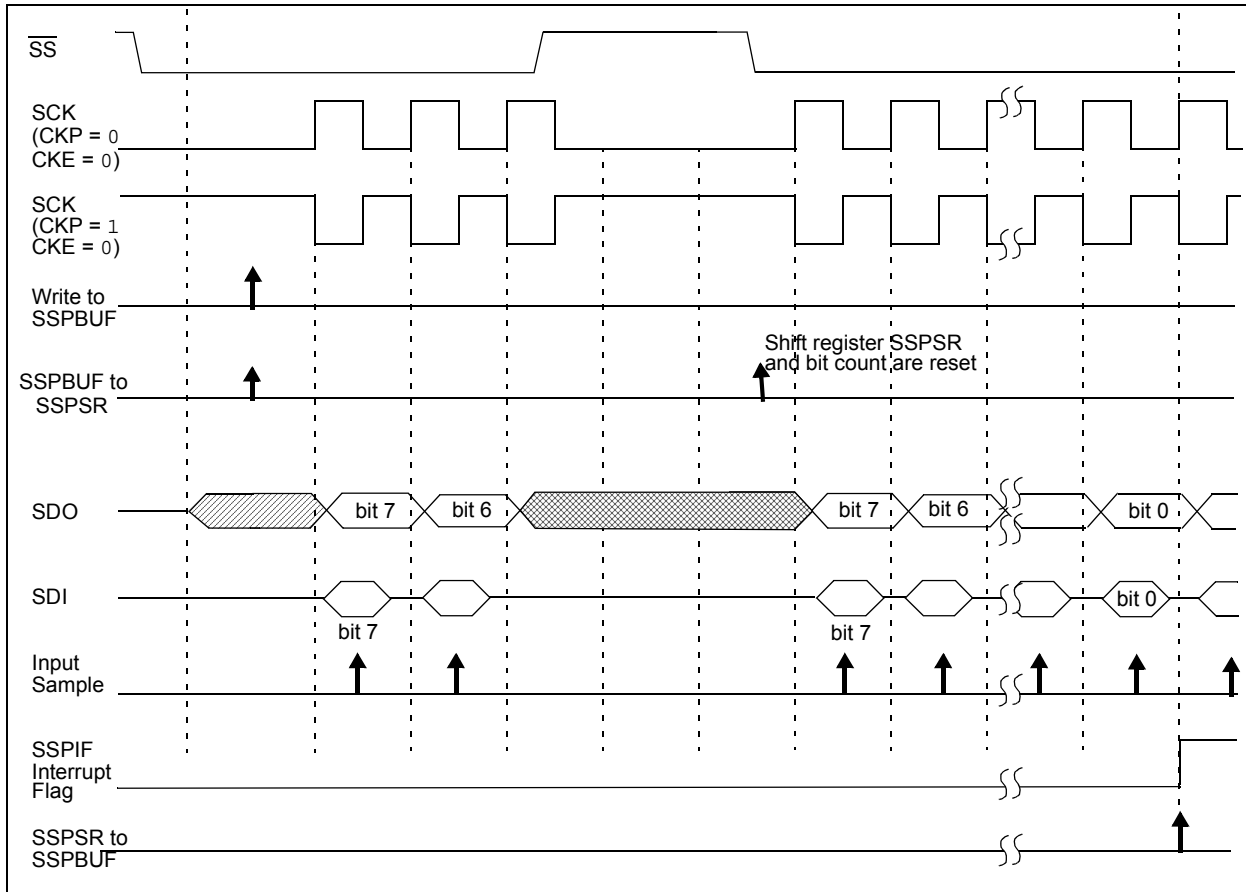 SS
SCK
(CKP = 0
CKE = 0)
SCK
(CKP = 1
CKE = 0)
Write to
SSPBUF
Shift register SSPSR
and bit count are reset
SSPBUF to
SSPSR
SDO
bit 7
bit 6
bit 7
bit 6
bit 0
SDI
bit 0
bit 7
bit 7
Input
Sample
SSPIF
Interrupt
Flag
SSPSR to
SSPBUF